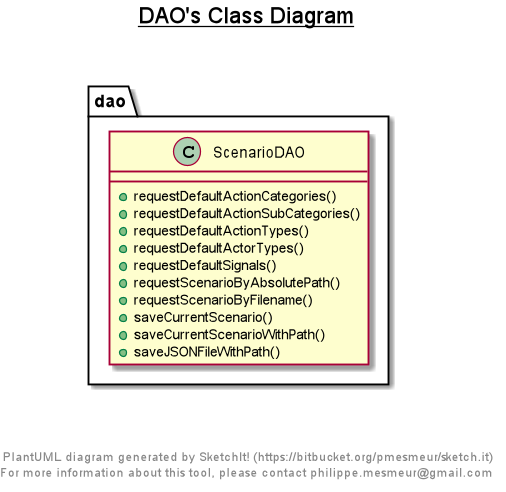 DAO's Class Diagram
dao
C ScenarioDAO
requestDefaultActionCategories()
requestDefaultActionSubCategories()
requestDefaultActionTypes()
requestDefaultActorTypes()
requestDefaultSignals()
requestScenarioByAbsolutePath()
requestScenarioByFilename()
saveCurrentScenario()
saveCurrentScenarioWithPath()
saveJSONFileWithPath()
PlantUML diagram generated by SketchIt! (https://bitbucket.org/pmesmeur/sketch.it)
For more information about this tool, please contact philippe.mesmeur@gmail.com